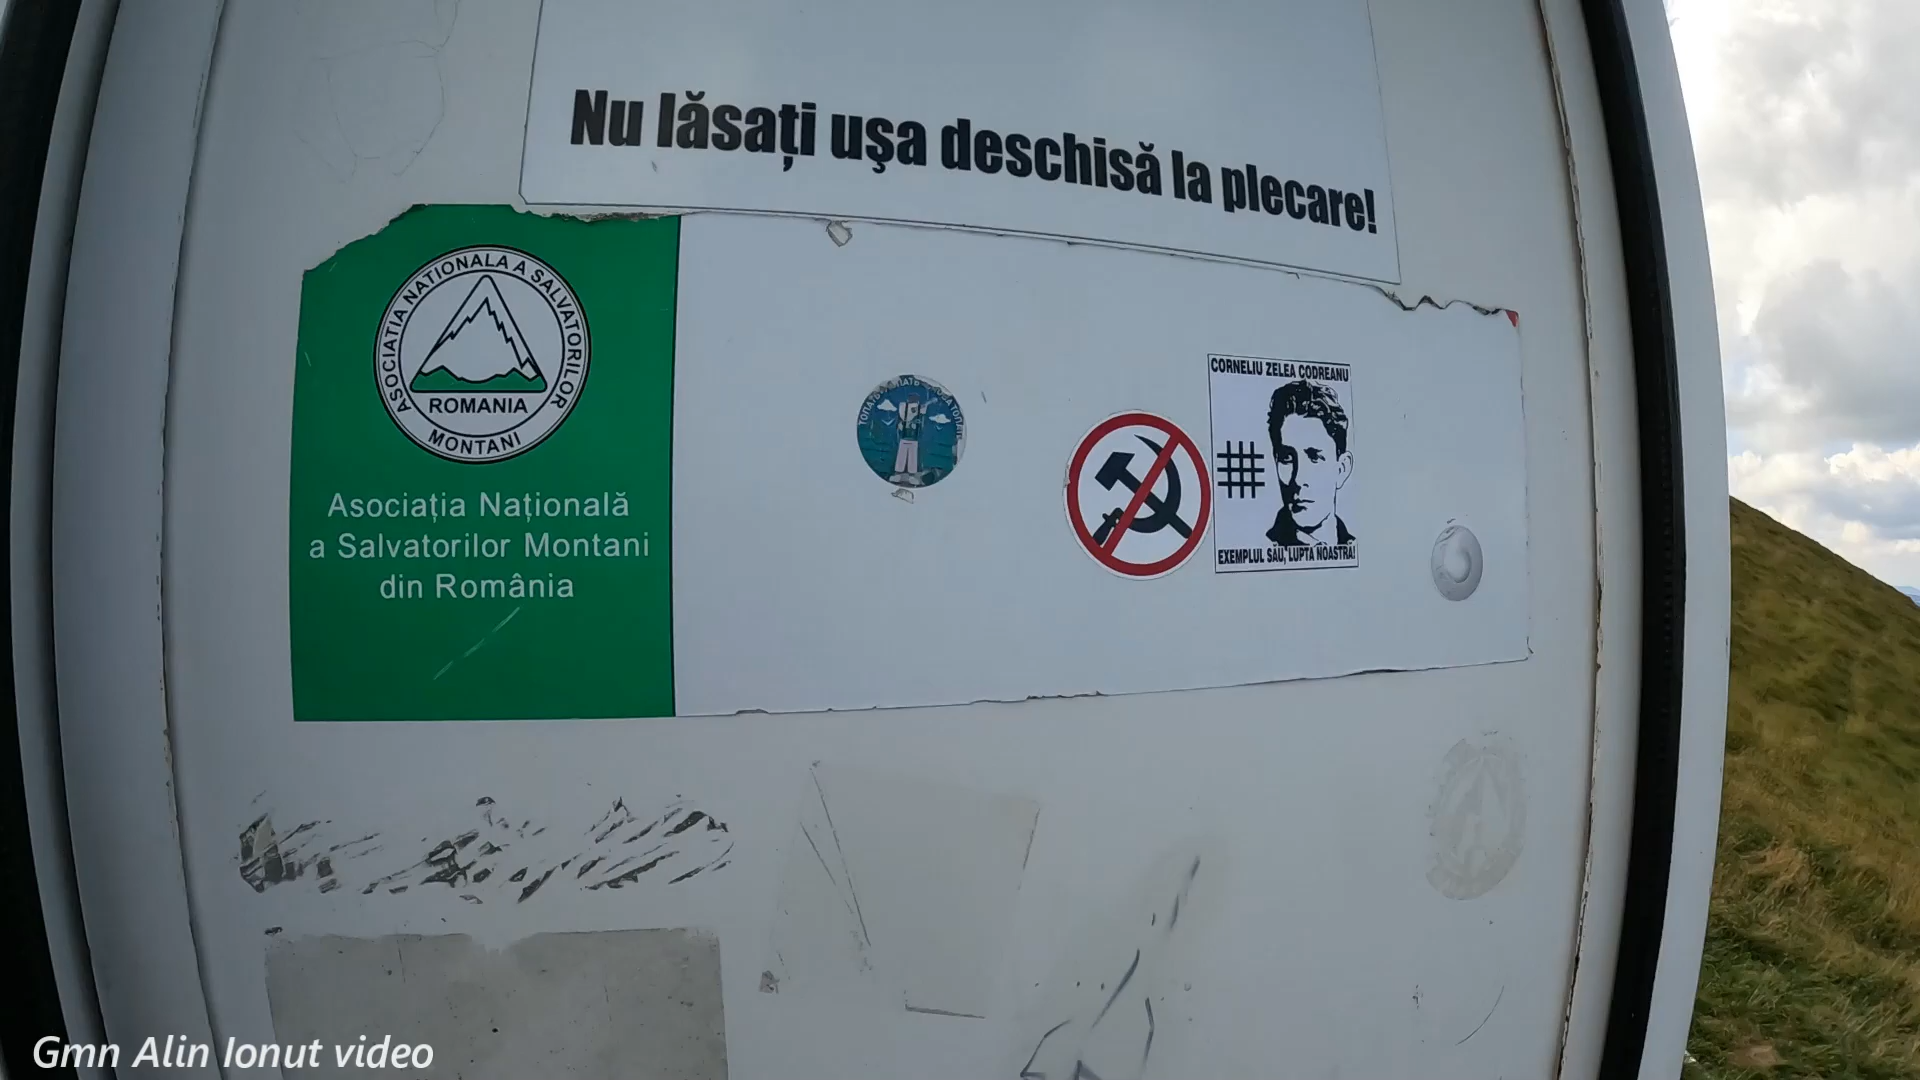 Nu lăsați uşa deschisă la plecare!
ASOCIATIA NATIONALA A SALVATORILOR
ROMANIA
MONTANI
Asociația Națională
a Salvatorilor Montani
din România
CORNELIU ZELEA CODREANU
EXEMPLUL SĂU, LUPTA NOASTRĂ!
Gmn Alin Ionut video